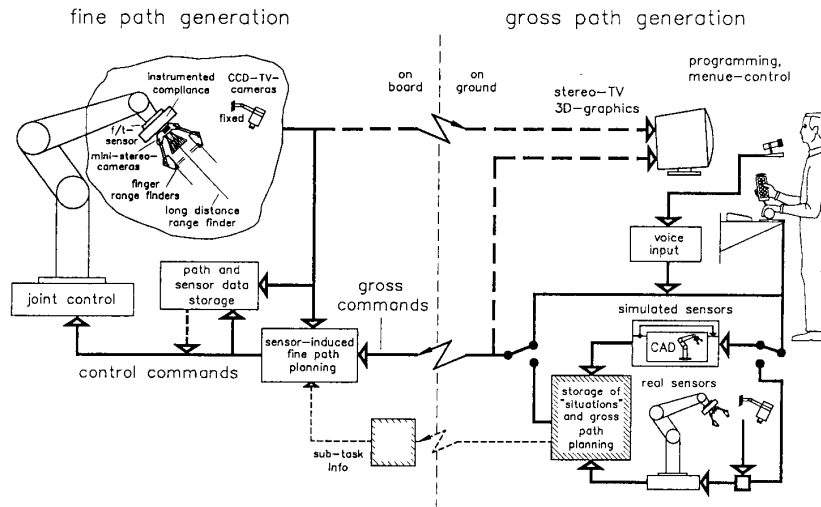 fine path generation
gross path generation
instrumented
compliance
CCD-TV-
cameras
fixed
f/t-
sensor
mini-stereo-
cameras
finger
range finders
long distance
range finder
on
board
on
ground
stereo-TV
3D-graphics
programming,
menue-control
voice
input
joint control
path and
sensor data
storage
gross
commands
control commands
sensor-induced
fine path
planning
sub-task
Info
simulated sensors
CAD
real sensors
storage of
"situations"
and gross
path
planning